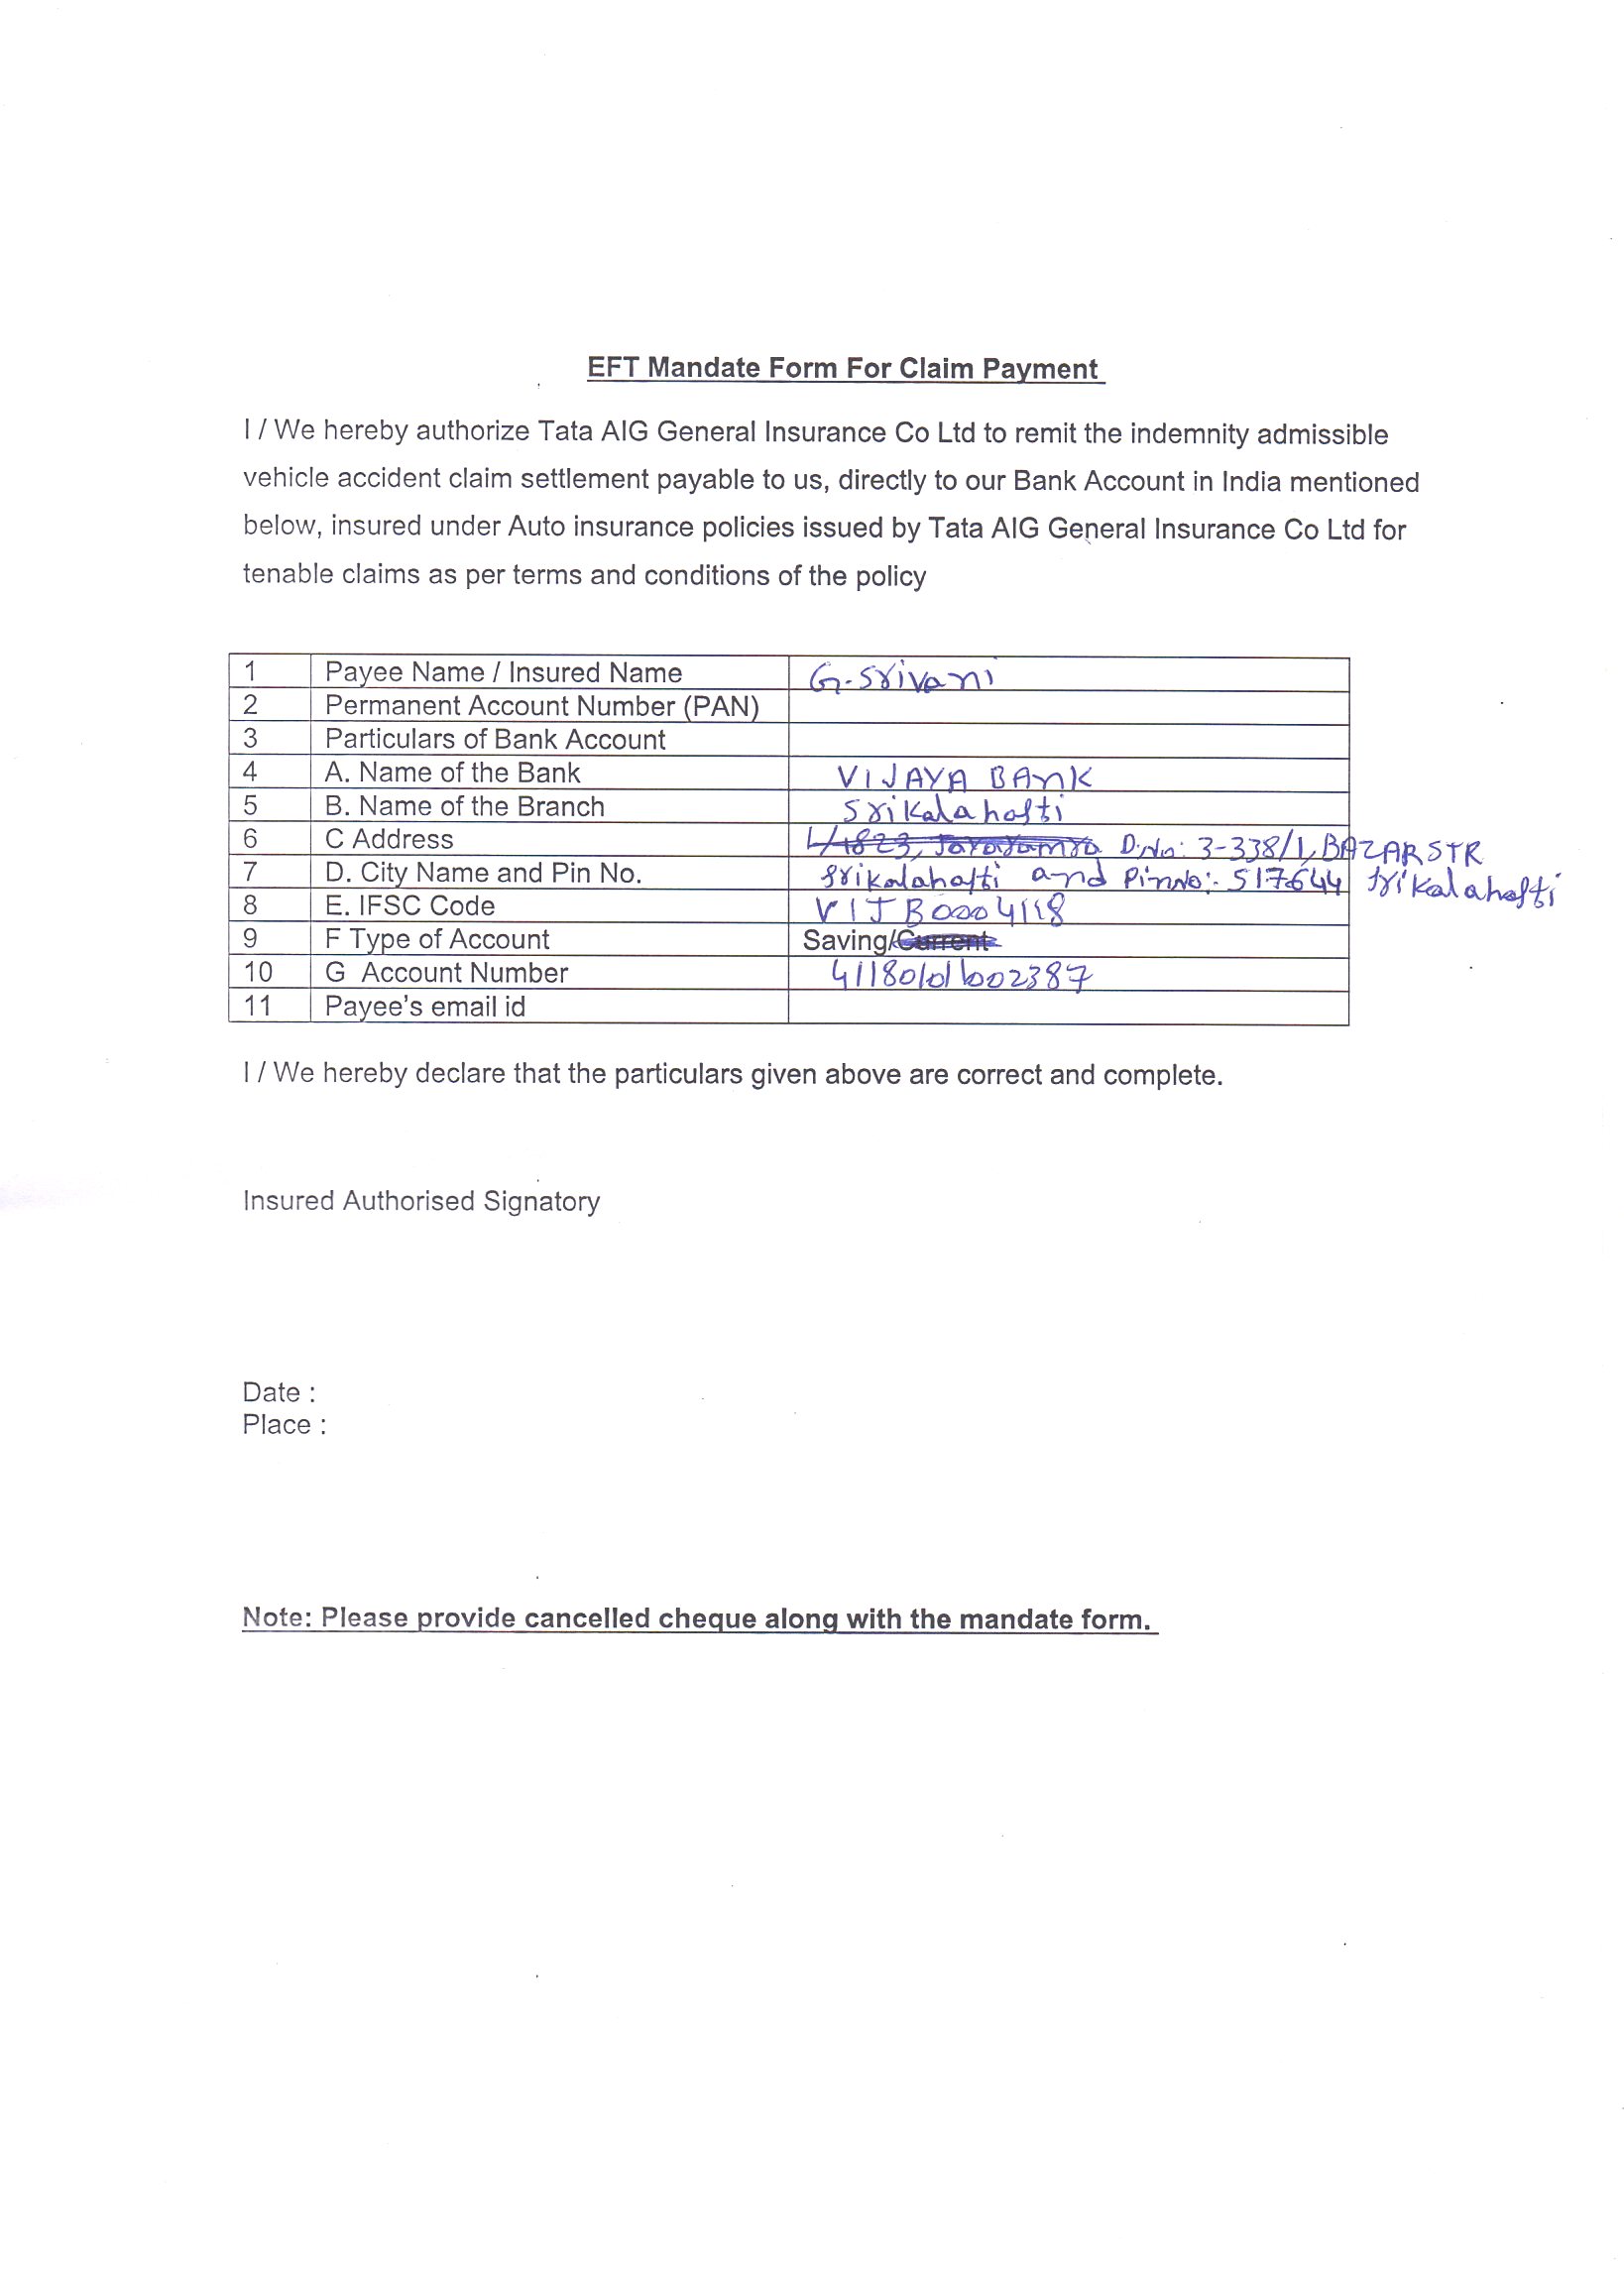 EFT Mandate Form For Claim Payment
I / We hereby authorize Tata AIG General Insurance Co Ltd to remit the indemnity admissible
vehicle accident claim settlement payable to us, directly to our Bank Account in India mentioned
below, insured under Auto insurance policies issued by Tata AIG General Insurance Co Ltd for
tenable claims as per terms and conditions of the policy
1 Payee Name / Insured Name G. Srivani
2 Permanent Account Number (PAN)
3 Particulars of Bank Account
4 A. Name of the Bank VIJAYA BANK
5 B. Name of the Branch Srikalahasti
6 C Address D.No: 3-338/1, BAZAR STR
Srikalahasti
7 D. City Name and Pin No. Srikalahasti and Pin No:- 517644
8 E. IFSC Code VIJB0004118
9 F Type of Account Saving/Current
10 G Account Number 411801011002387
11 Payee's email id
I / We hereby declare that the particulars given above are correct and complete.
Insured Authorised Signatory
Date :
Place :
Note: Please provide cancelled cheque along with the mandate form.